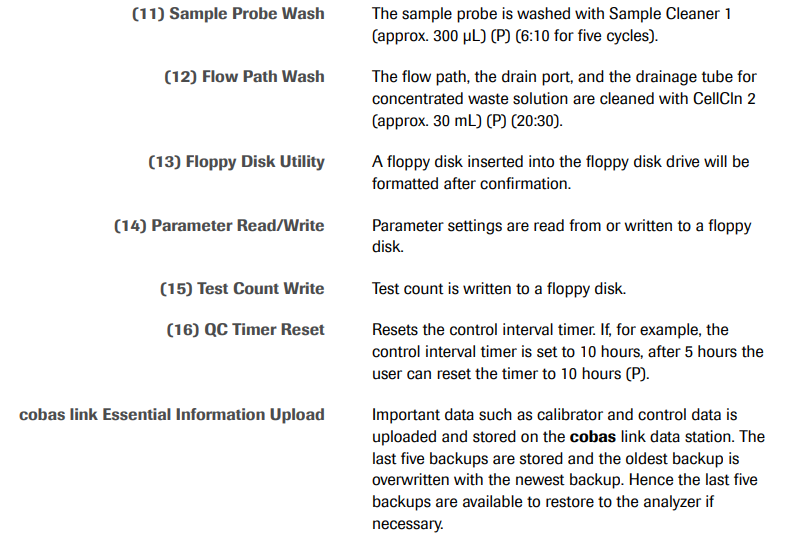 (11) Sample Probe Wash The sample probe is washed with Sample Cleaner 1
(approx. 300 µL) (P) (6:10 for five cycles).
(12) Flow Path Wash The flow path, the drain port, and the drainage tube for
concentrated waste solution are cleaned with CellCln 2
(approx. 30 mL) (P) (20:30).
(13) Floppy Disk Utility A floppy disk inserted into the floppy disk drive will be
formatted after confirmation.
(14) Parameter Read/Write Parameter settings are read from or written to a floppy
disk.
(15) Test Count Write Test count is written to a floppy disk.
(16) QC Timer Reset Resets the control interval timer. If, for example, the
control interval timer is set to 10 hours, after 5 hours the
user can reset the timer to 10 hours (P).
cobas link Essential Information Upload Important data such as calibrator and control data is
uploaded and stored on the cobas link data station. The
last five backups are stored and the oldest backup is
overwritten with the newest backup. Hence the last five
backups are available to restore to the analyzer if
necessary.